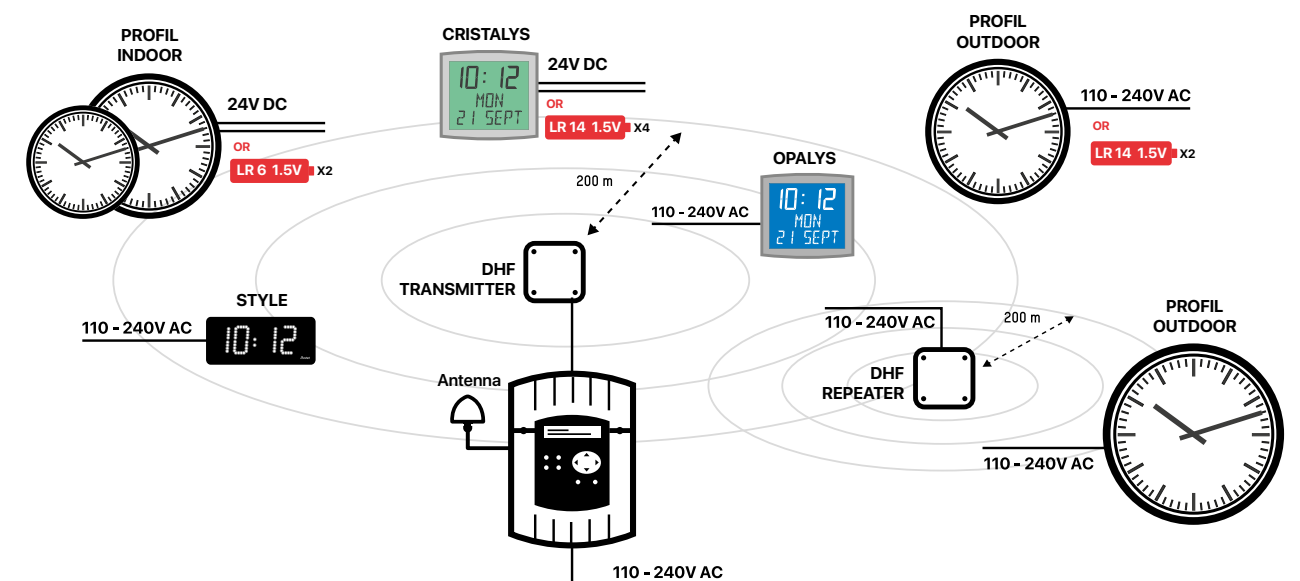 PROFIL
INDOOR
24V DC
OR
LR 6 1.5V X2
CRISTALYS
10:12
MON
21 SEPT
24V DC
OR
LR 14 1.5V X4
PROFIL
OUTDOOR
110 - 240V AC
OR
LR 14 1.5V X2
200 m
OPALYS
110 - 240V AC
10:12
MON
21 SEPT
DHF
TRANSMITTER
STYLE
110 - 240V AC
10:12
110 - 240V AC
200 m
DHF
REPEATER
PROFIL
OUTDOOR
110 - 240V AC
Antenna
110 - 240V AC